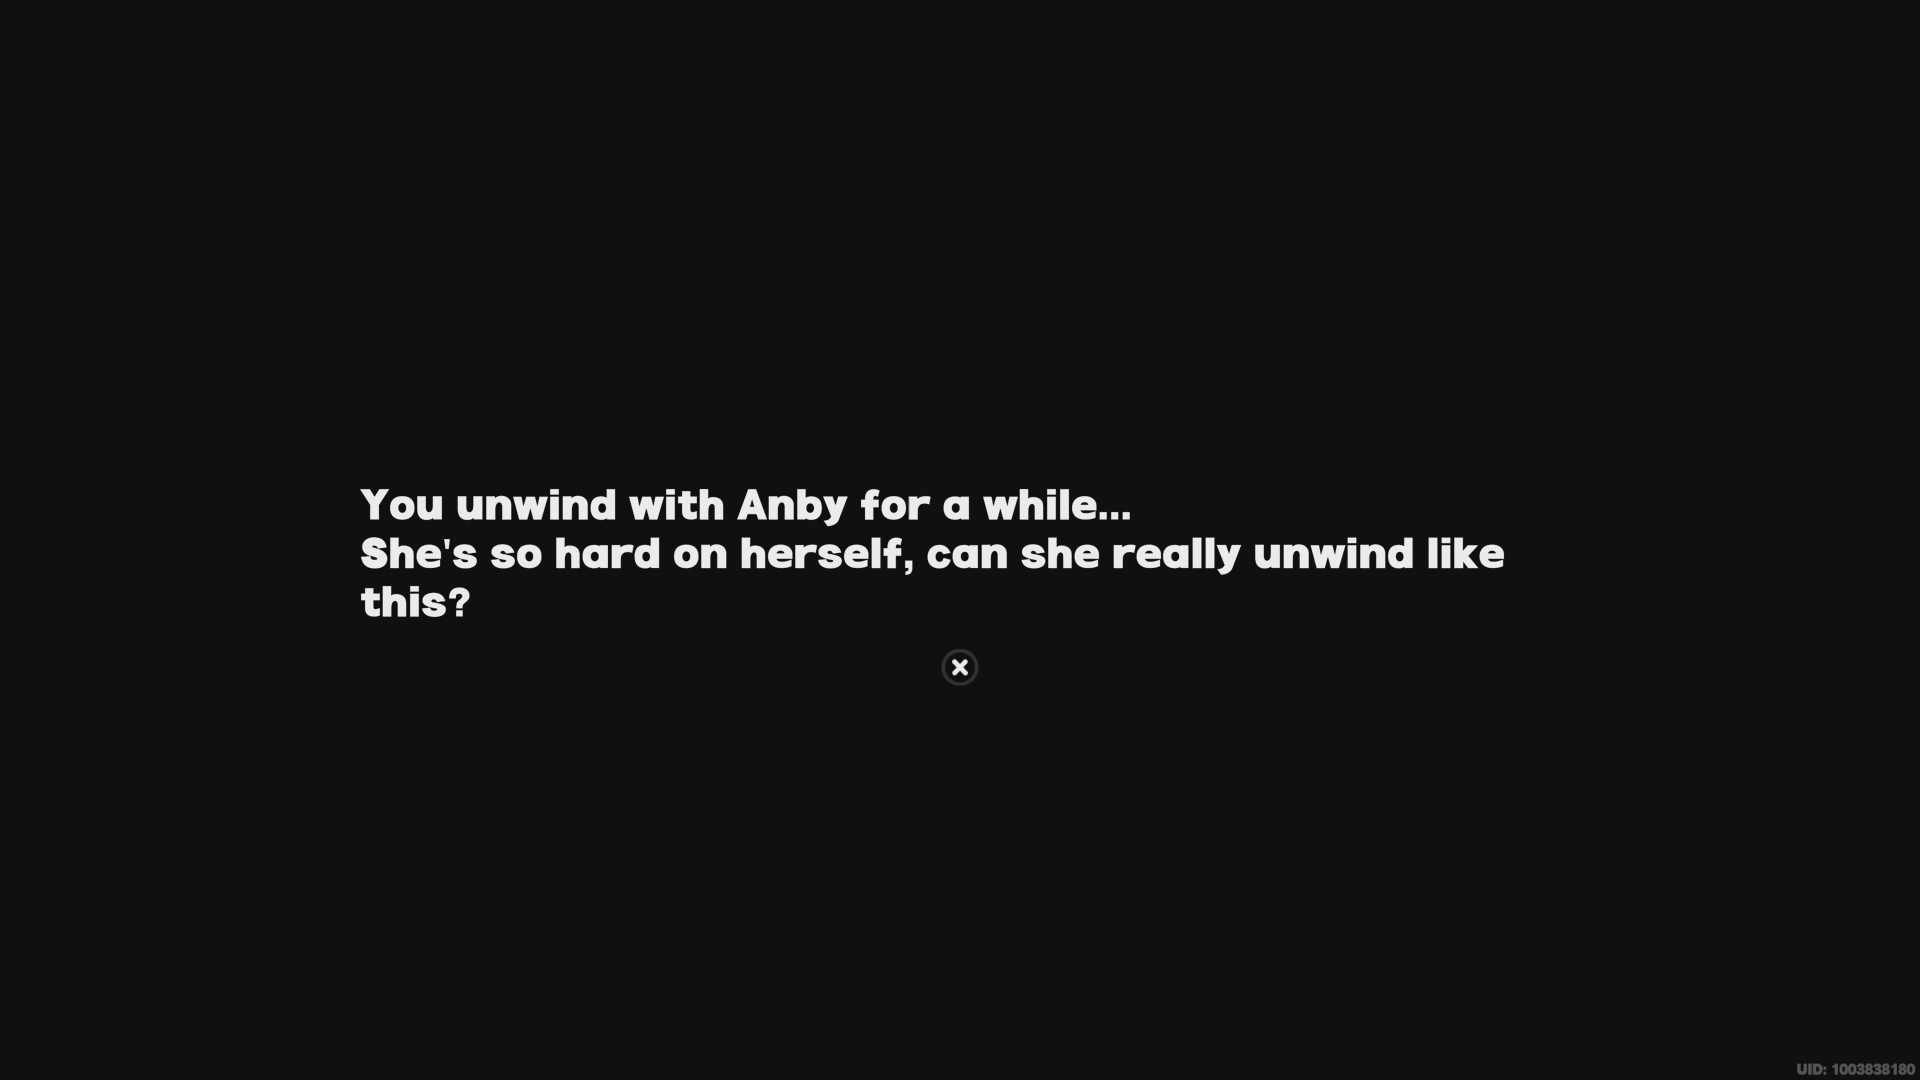 You unwind with Anby for a while...
She's so hard on herself, can she really unwind like
this?
UID: 1003838180